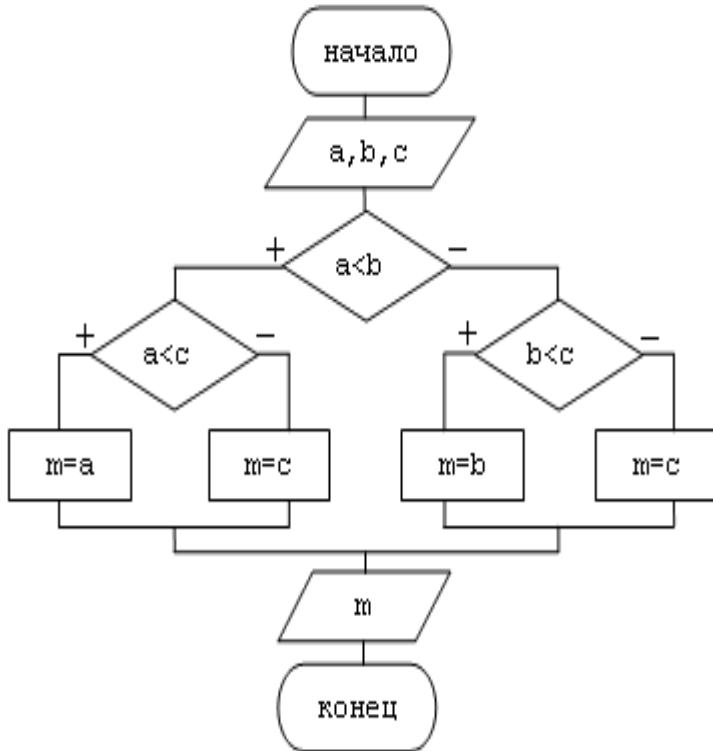 начало
a,b,c
+ a<b -
+ a<c - + b<c -
m=a m=c m=b m=c
m
конец